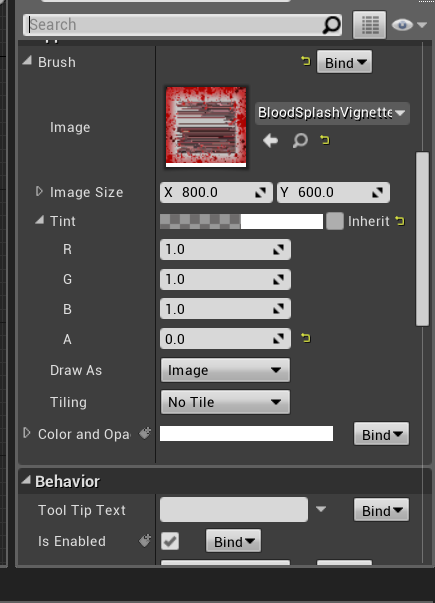 Search
Brush
Bind
Image
BloodSplashVignette
Image Size
X 800.0
Y 600.0
Tint
Inherit
R
1.0
G
1.0
B
1.0
A
0.0
Draw As
Image
Tiling
No Tile
Color and Opa
Bind
Behavior
Tool Tip Text
Bind
Is Enabled
Bind